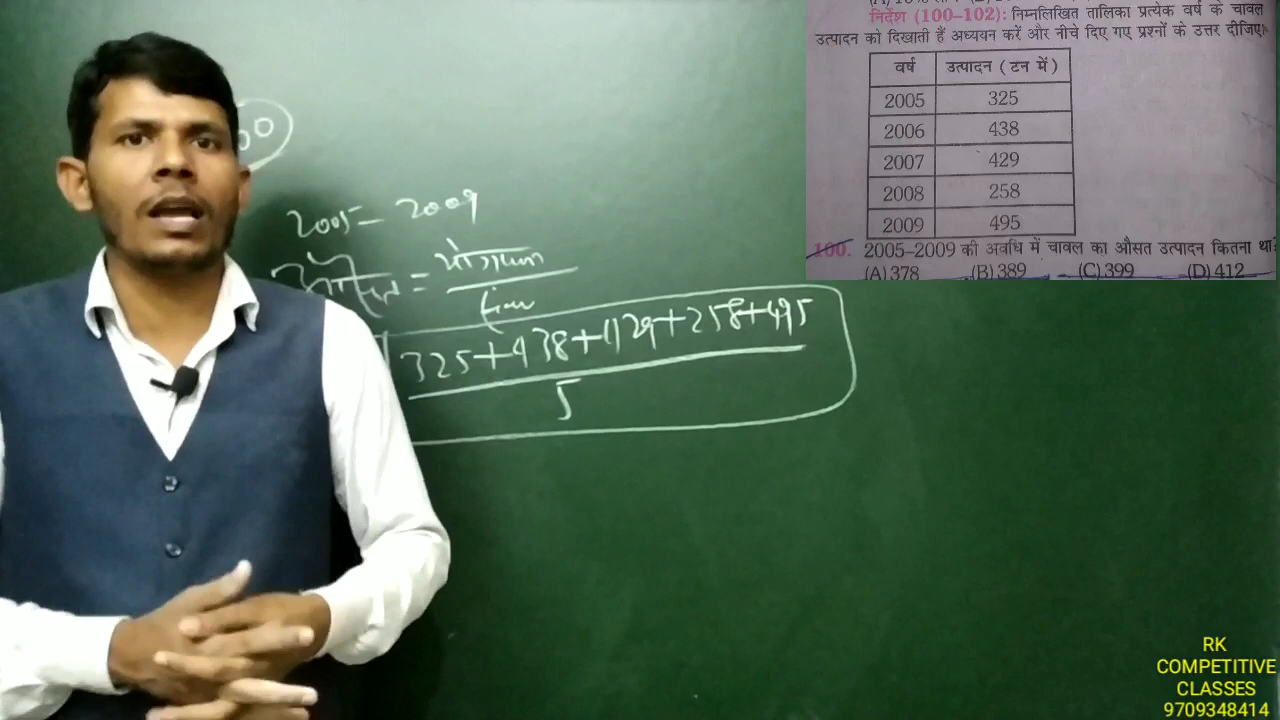 निर्देश (100–102): निम्नलिखित तालिका प्रत्येक वर्ष के चावल
उत्पादन को दिखाती हैं अध्ययन करें और नीचे दिए गए प्रश्नों के उत्तर दीजिए।
वर्ष उत्पादन (टन में)
2005 325
2006 438
2007 429
2008 258
2009 495
100. 2005–2009 की अवधि में चावल का औसत उत्पादन कितना था
(A) 378 (B) 389 (C) 399 (D) 412
2005 – 2009
औसत =
325+438+429+258+495
5
RK
COMPETITIVE
CLASSES
9709348414